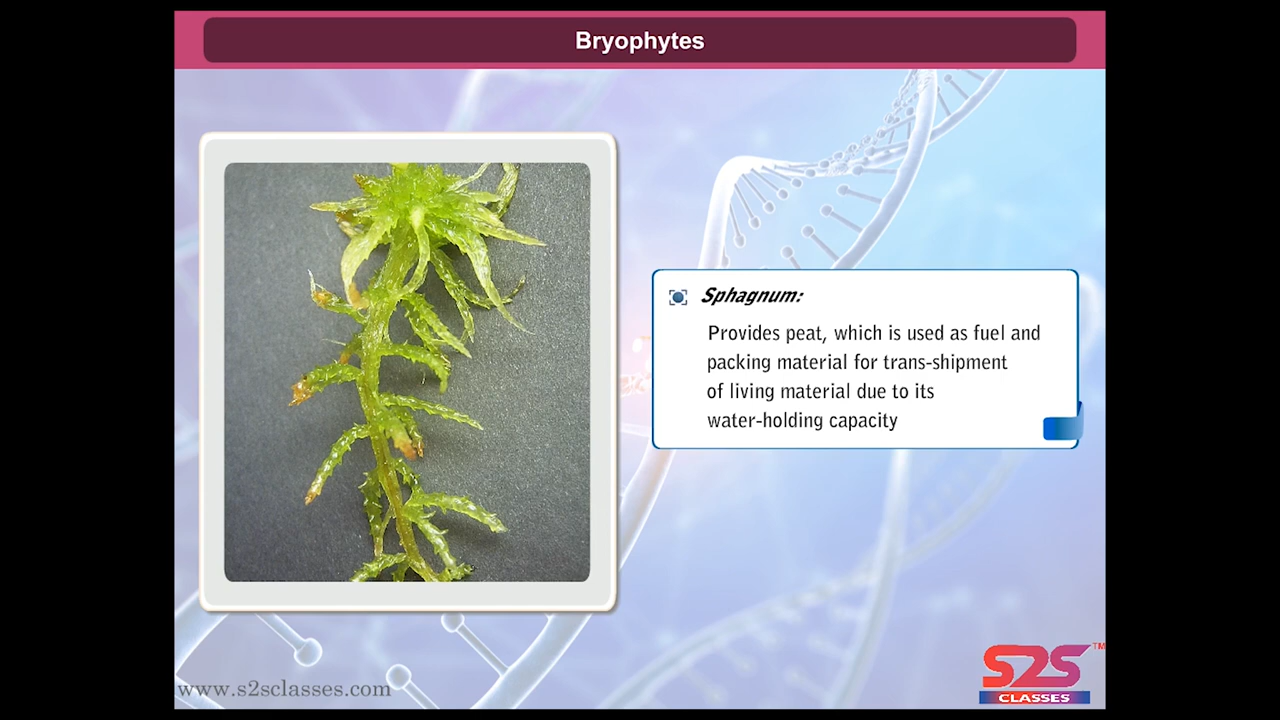 Bryophytes
Sphagnum:
Provides peat, which is used as fuel and
packing material for trans-shipment
of living material due to its
water-holding capacity
www.s2sclasses.com
S2S TM
CLASSES